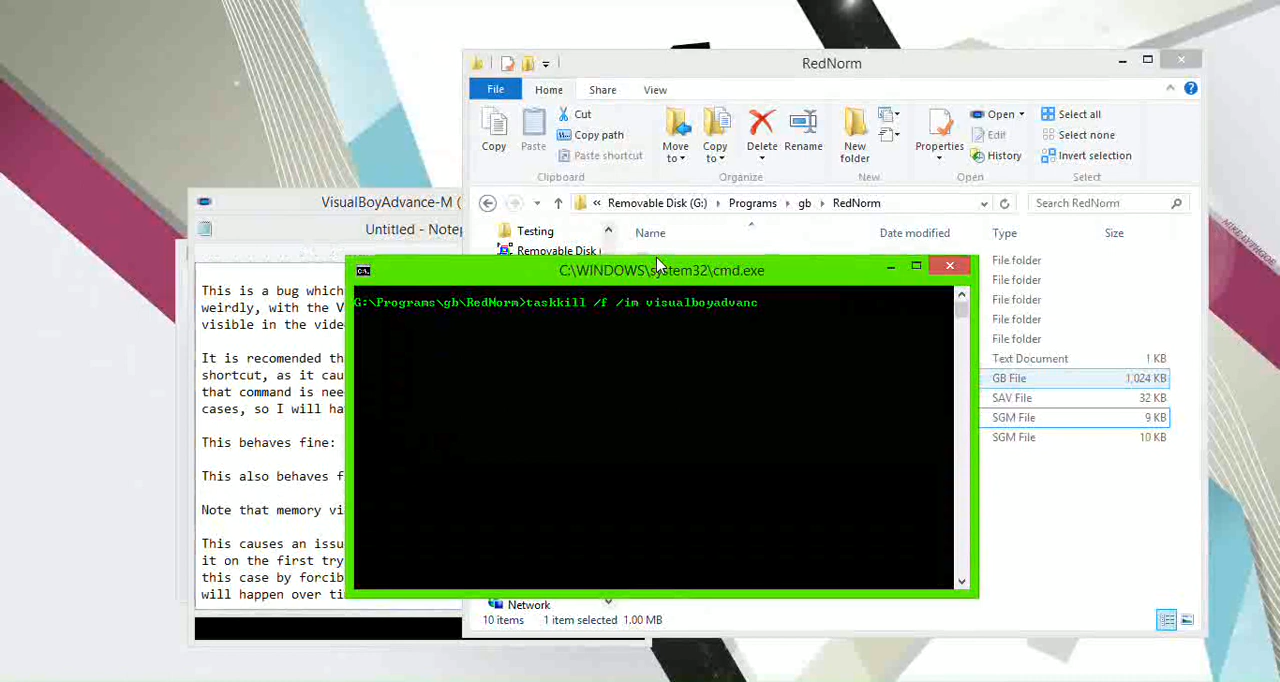 RedNorm
File
Home
Share
View
Copy
Paste
Cut
Copy path
Paste shortcut
Move to
Copy to
Delete
Rename
New folder
Properties
Open
Edit
History
Select all
Select none
Invert selection
Clipboard
Organize
New
Open
Select
« Removable Disk (G:) Programs gb RedNorm
Search RedNorm
Testing
Removable Disk
Name
Date modified
Type
Size
VisualBoyAdvance-M (
Untitled - Notep
C:\WINDOWS\system32\cmd.exe
G:\Programs\gb\RedNorm>taskkill /f /im visualboyadvanc
This is a bug which
weirdly, with the V
visible in the vide
It is recomended th
shortcut, as it cau
that command is nee
cases, so I will ha
This behaves fine:
This also behaves f
Note that memory vi
This causes an issu
it on the first try
this case by forcib
will happen over ti
File folder
File folder
File folder
File folder
File folder
Text Document 1 KB
GB File 1,024 KB
SAV File 32 KB
SGM File 9 KB
SGM File 10 KB
Network
10 items 1 item selected 1.00 MB